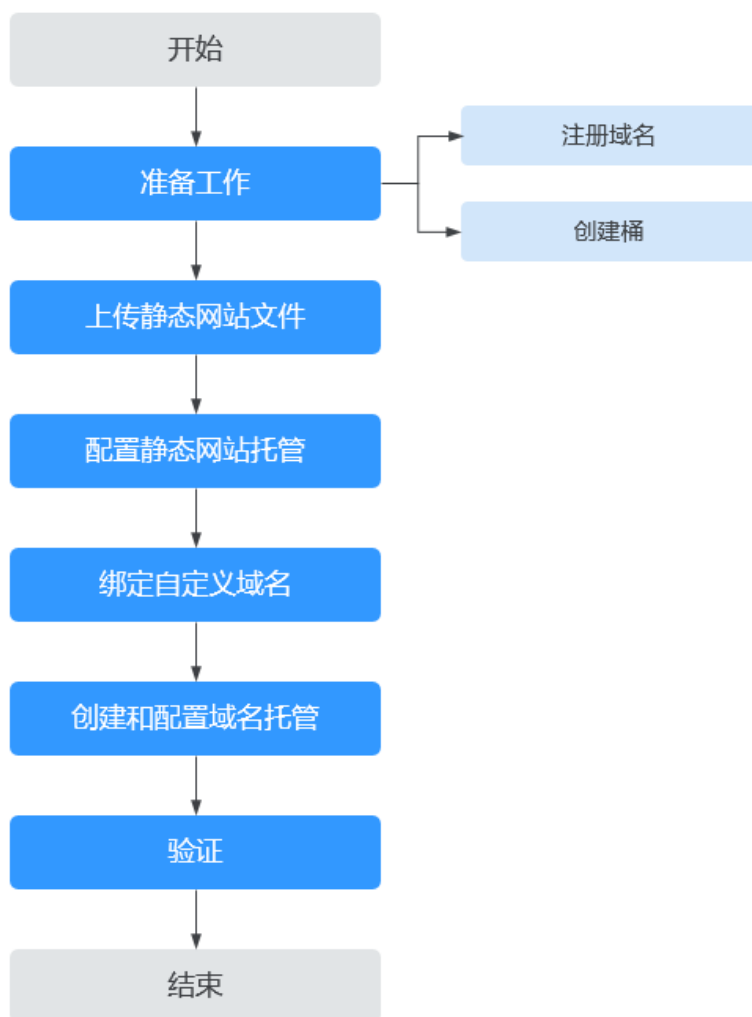 开始
准备工作
注册域名
创建桶
上传静态网站文件
配置静态网站托管
绑定自定义域名
创建和配置域名托管
验证
结束